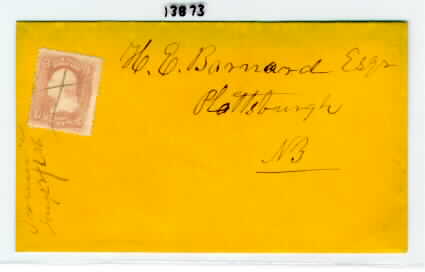 13873
H. E. Barnard Esqr
Plattsburgh
NB